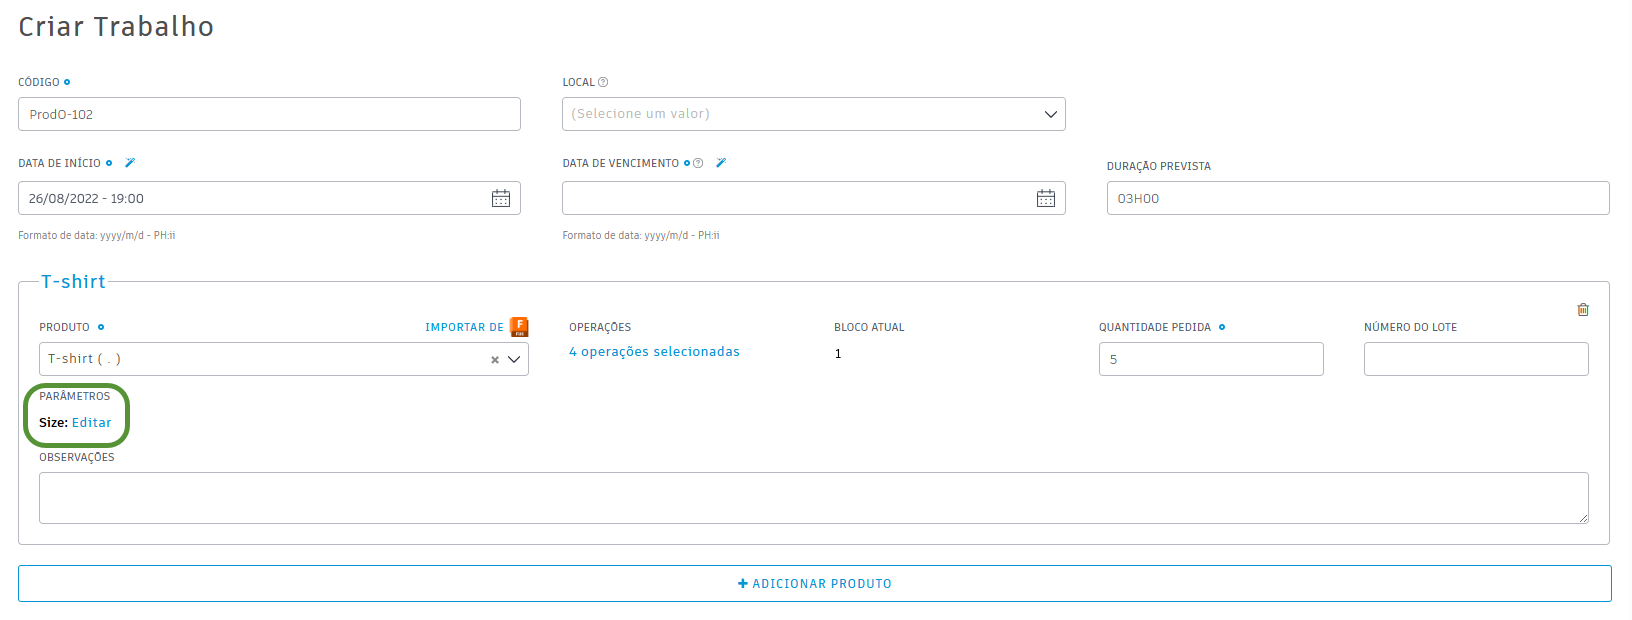 Criar Trabalho
CÓDIGO
LOCAL
ProdO-102
(Selecione um valor)
DATA DE INÍCIO
DATA DE VENCIMENTO
DURAÇÃO PREVISTA
26/08/2022 - 19:00
03H00
Formato de data: yyyy/m/d - PH:ii
Formato de data: yyyy/m/d - PH:ii
T-shirt
PRODUTO
IMPORTAR DE
OPERAÇÕES
BLOCO ATUAL
QUANTIDADE PEDIDA
NÚMERO DO LOTE
T-shirt ( . )
4 operações selecionadas
1
5
PARÂMETROS
Size: Editar
OBSERVAÇÕES
+ ADICIONAR PRODUTO